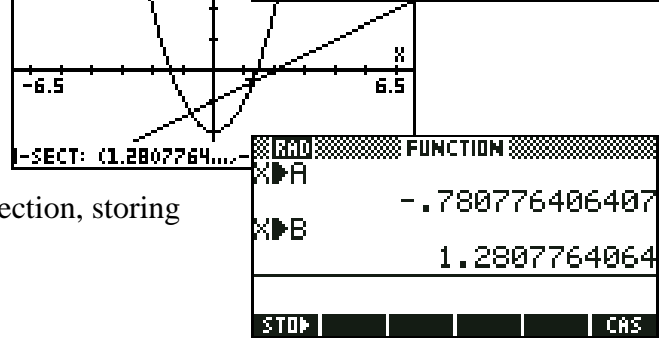 X
-6.5 6.5
I-SECT: (1.2807764...,-
ection, storing
RAD FUNCTION
X▶A
-.780776406407
X▶B
1.2807764064
STO▶ CAS